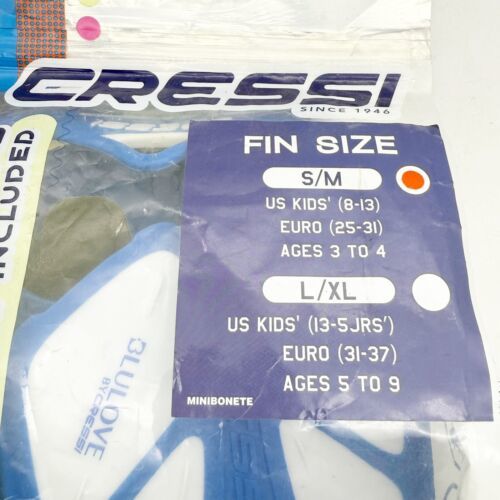 CRESSI
SINCE 1946
INCLUDED
FIN SIZE
S/M
US KIDS' (8-13)
EURO (25-31)
AGES 3 TO 4
L/XL
US KIDS' (13-5JRS')
EURO (31-37)
AGES 5 TO 9
MINIBONETE
BLULOVE
BY CRESSI